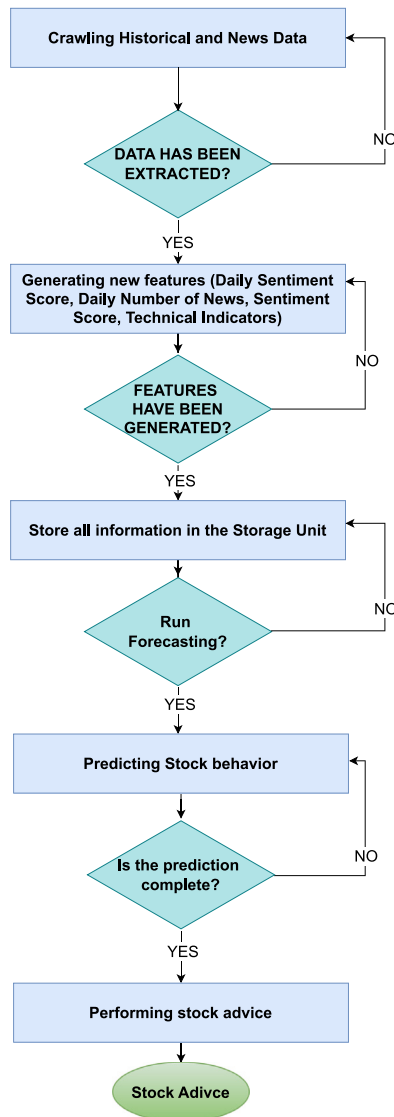 Crawling Historical and News Data
NO
DATA HAS BEEN
EXTRACTED?
YES
Generating new features (Daily Sentiment
Score, Daily Number of News, Sentiment
Score, Technical Indicators)
NO
FEATURES
HAVE BEEN
GENERATED?
YES
Store all information in the Storage Unit
NO
Run
Forecasting?
YES
Predicting Stock behavior
NO
Is the prediction
complete?
YES
Performing stock advice
Stock Adivce